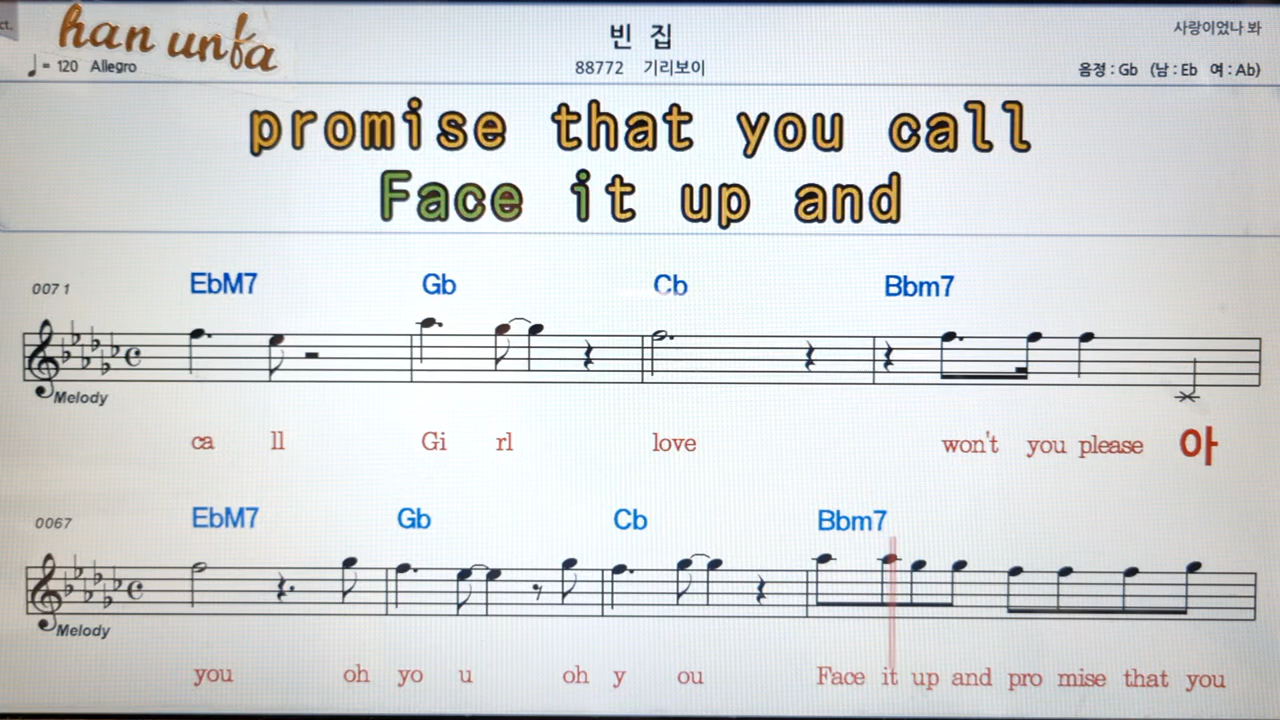 ct.
han unfa
빈 집
사랑이었나 봐
♩= 120 Allegro
88772 기리보이
음정 : Gb (남 : Eb 여 : Ab)
promise that you call
Face it up and
0071 EbM7 Gb Cb Bbm7
Melody
ca ll Gi rl love won't you please 아
0067 EbM7 Gb Cb Bbm7
Melody
you oh yo u oh y ou Face it up and pro mise that you